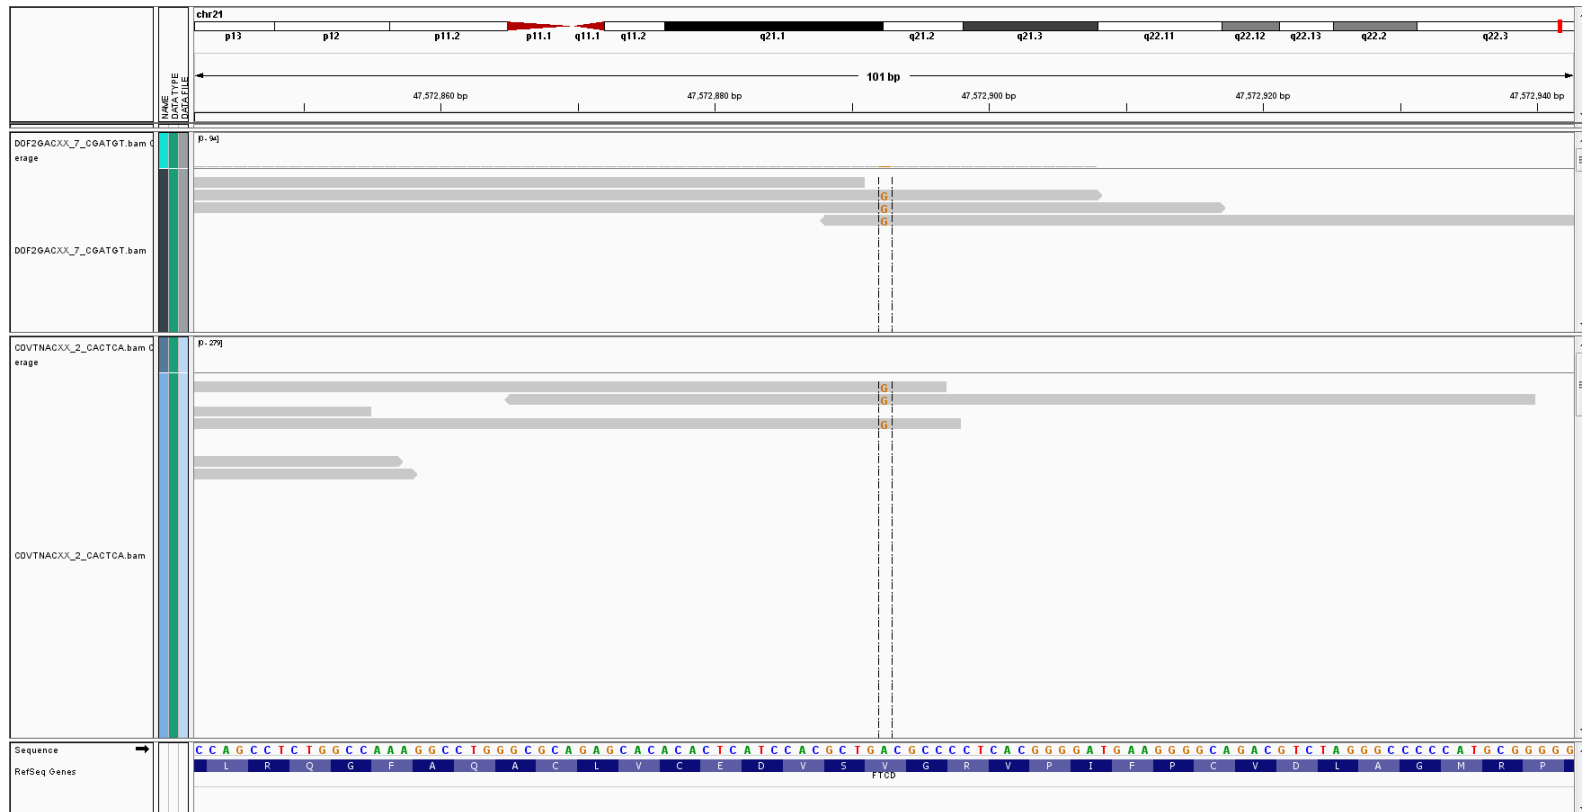 chr21
p13 p12 p11.2 p11.1 q11.1 q11.2 q21.1 q21.2 q21.3 q22.11 q22.12 q22.13 q22.2 q22.3
101 bp
47,572,860 bp 47,572,880 bp 47,572,900 bp 47,572,920 bp 47,572,940 bp
NAME
DATA TYPE
DATA FILE
D0F2GACXX_7_CGATGT.bam C
erage
[0 - 94]
G
G
G
D0F2GACXX_7_CGATGT.bam
C0VTNACXX_2_CACTCA.bam C
erage
[0 - 279]
G
G
G
C0VTNACXX_2_CACTCA.bam
Sequence
C C A G C C T C T G G C C A A A G G C C T G G G C G C A G A G C A C A C A C T C A T C C A C G C T G A C G C C C C T C A C G G G G A T G A A G G G G C A G A C G T C T A G G G C C C C C A T G C G G G G G
RefSeq Genes
L R Q G F A Q A C L V C E D V S V G R V P I F P C V D L A G M R P
FTCD